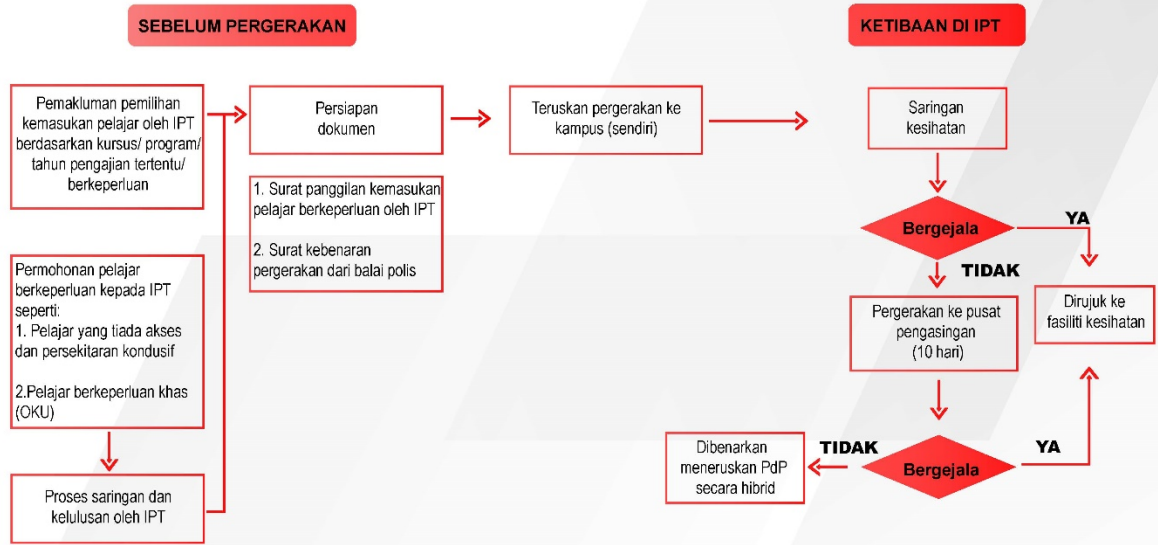 SEBELUM PERGERAKAN
KETIBAAN DI IPT
Pemakluman pemilihan
kemasukan pelajar oleh IPT
berdasarkan kursus/ program/
tahun pengajian tertentu/
berkeperluan
Persiapan
dokumen
Teruskan pergerakan ke
kampus (sendiri)
Saringan
kesihatan
1. Surat panggilan kemasukan
pelajar berkeperluan oleh IPT
2. Surat kebenaran
pergerakan dari balai polis
Bergejala
YA
TIDAK
Permohonan pelajar
berkeperluan kepada IPT
seperti:
1. Pelajar yang tiada akses
dan persekitaran kondusif
2.Pelajar berkeperluan khas
(OKU)
Pergerakan ke pusat
pengasingan
(10 hari)
Dirujuk ke
fasiliti kesihatan
Proses saringan dan
kelulusan oleh IPT
Dibenarkan
meneruskan PdP
secara hibrid
TIDAK
Bergejala
YA